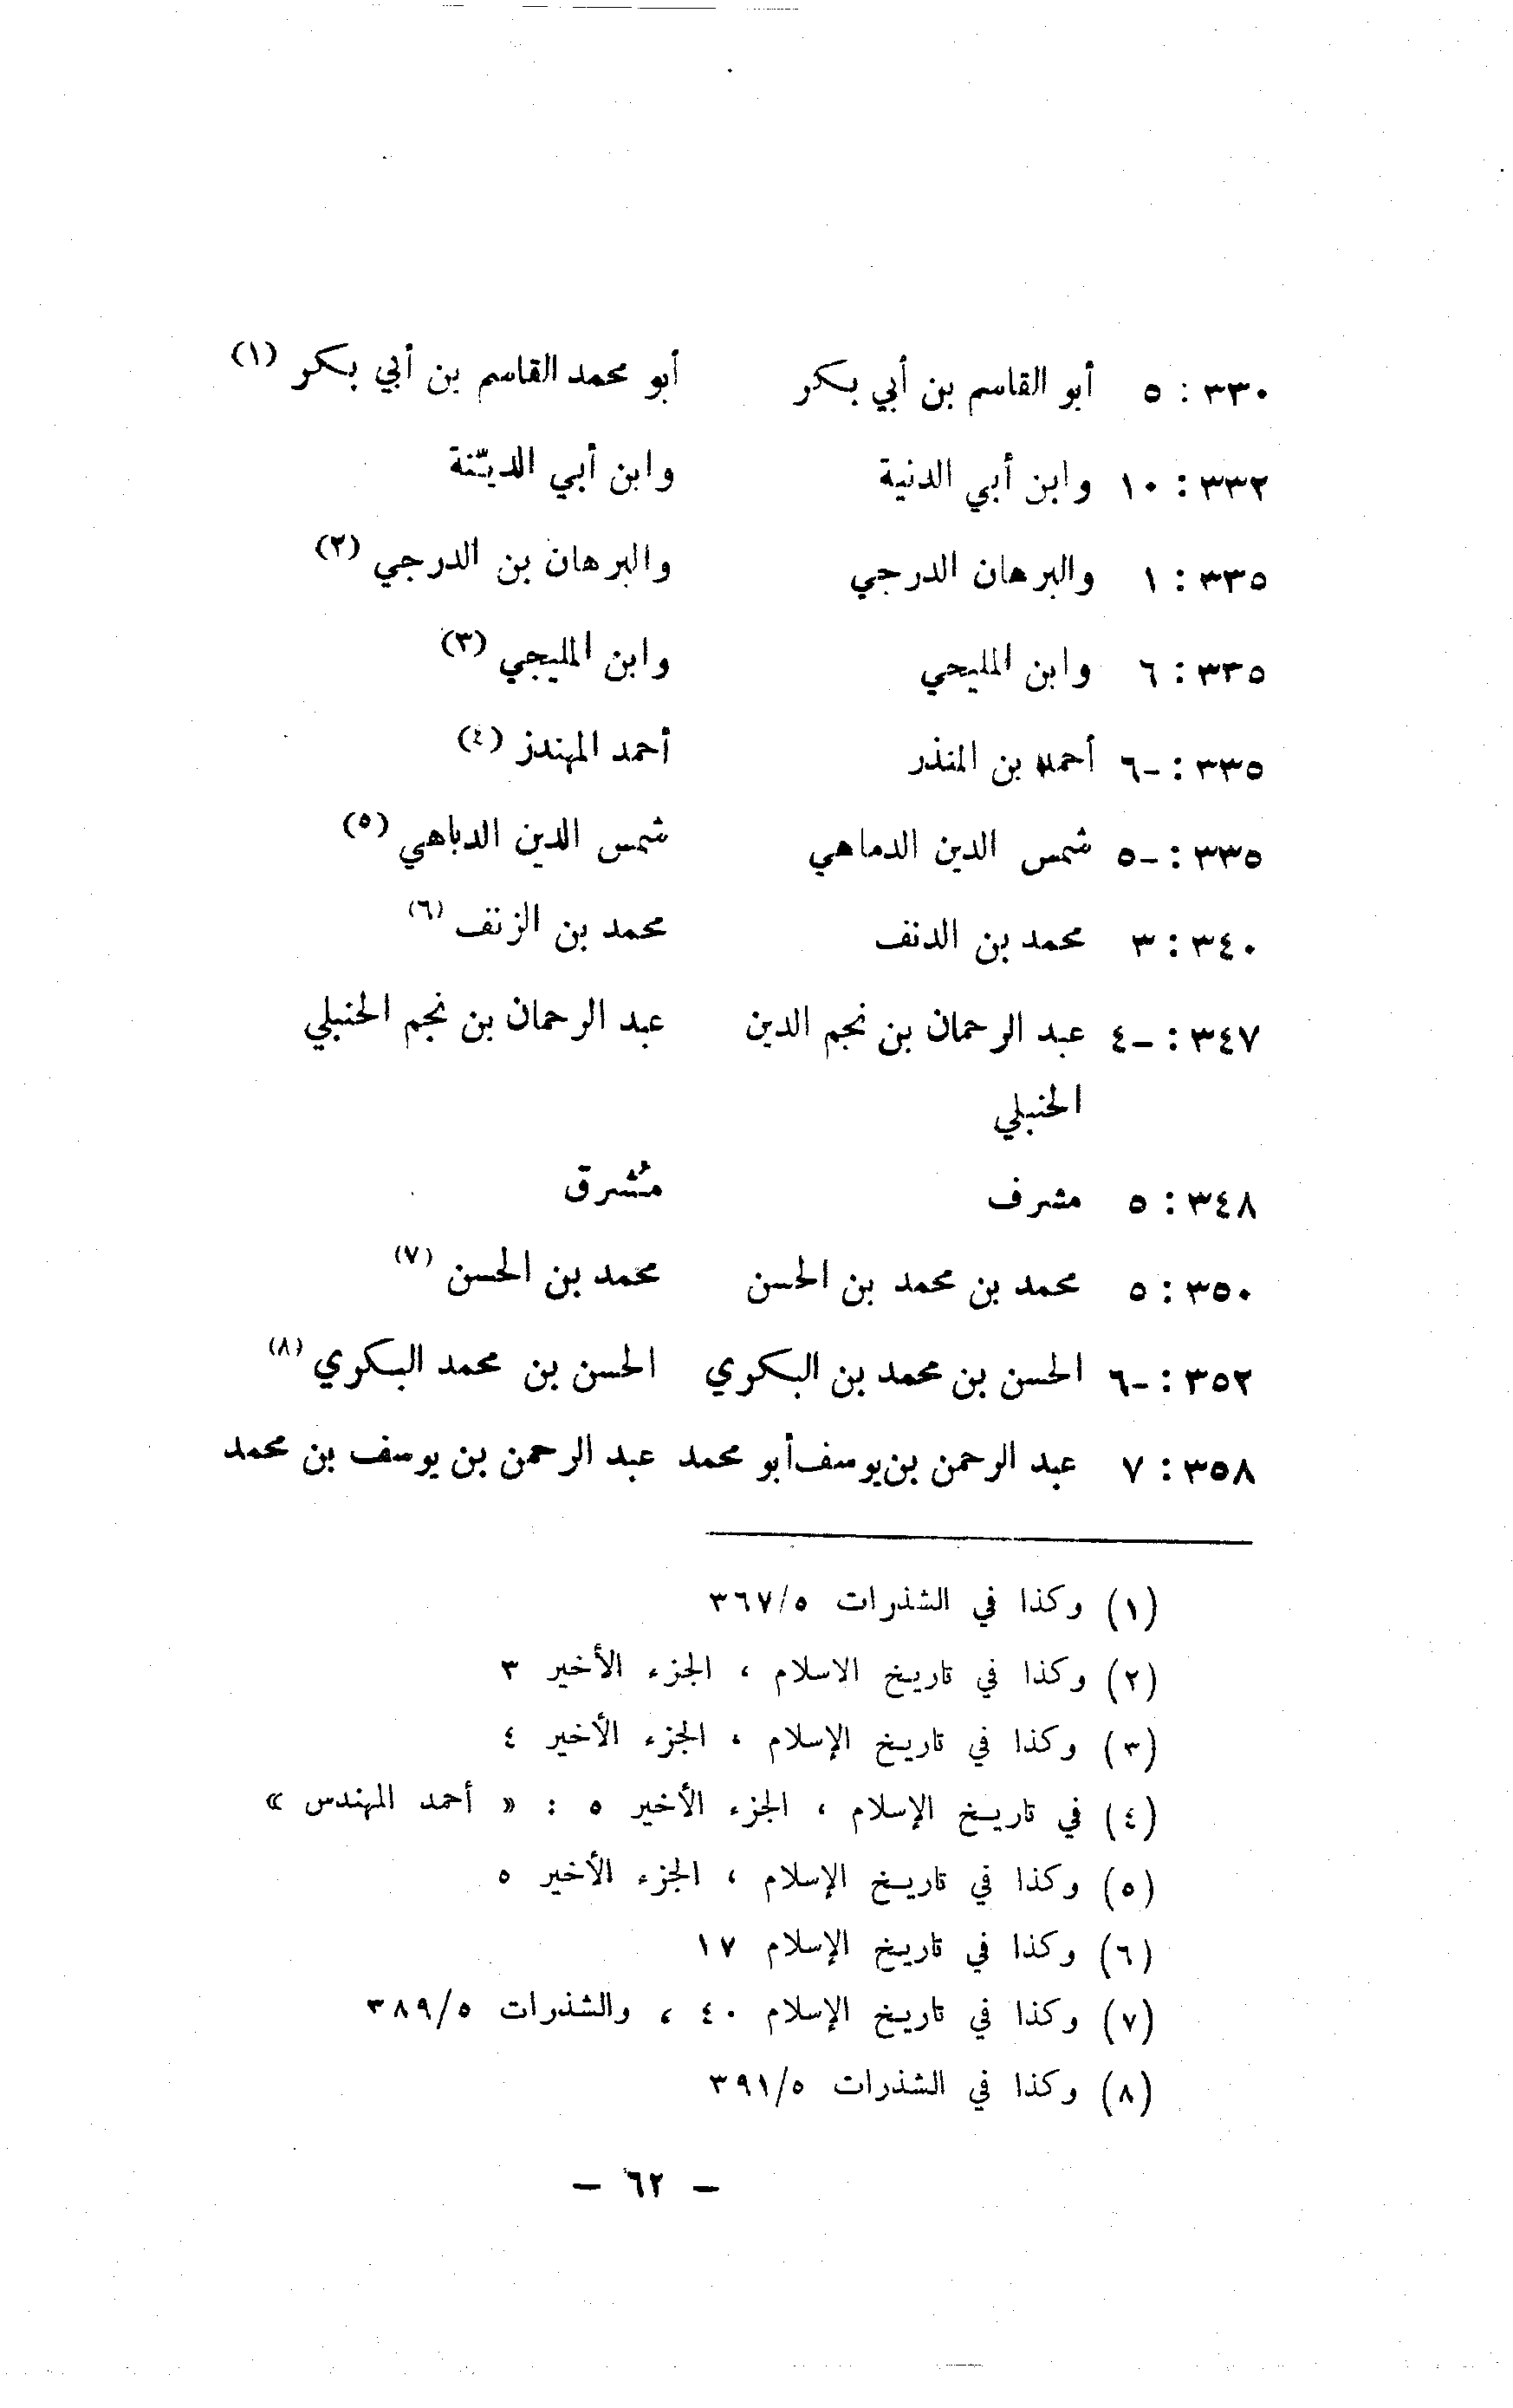 ٣٣٠ : ٥ أبو القاسم بن أبي بكر أبو محمد القاسم بن أبي بكر (١)
٣٣٢ : ١٠ وابن أبي الدنية وابن أبي الديّنة
٣٣٥ : ١ والبرهان الدرجي والبرهان بن الدرجي (٢)
٣٣٥ : ٦ وابن المليحي وابن المليجي (٣)
٣٣٥ : -٦ أحمد بن المنذر أحمد المهندز (٤)
٣٣٥ : -٥ شمس الدين الدماهي شمس الدين الدباهي (٥)
٣٤٠ : ٣ محمد بن الدنف محمد بن الزنف (٦)
٣٤٧ : -٤ عبد الرحمان بن نجم الدين عبد الرحمان بن نجم الحنبلي
الحنبلي
٣٤٨ : ٥ مشرف مُشرق
٣٥٠ : ٥ محمد بن محمد بن الحسن محمد بن الحسن (٧)
٣٥٢ : -٦ الحسن بن محمد بن البكوي الحسن بن محمد البكوي (٨)
٣٥٨ : ٧ عبد الرحمن بن يوسف أبو محمد عبد الرحمن بن يوسف بن محمد
(١) وكذا في الشذرات ٣٦٧/٥
(٢) وكذا في تاريخ الاسلام ، الجزء الأخير ٣
(٣) وكذا في تاريخ الإسلام ، الجزء الأخير ٤
(٤) في تاريخ الإسلام ، الجزء الأخير ٥ : « أحمد المهندس »
(٥) وكذا في تاريخ الإسلام ، الجزء الأخير ٥
(٦) وكذا في تاريخ الإسلام ١٧
(٧) وكذا في تاريخ الإسلام ٤٠ ، والشذرات ٣٨٩/٥
(٨) وكذا في الشذرات ٣٩١/٥
– ٦٢ –